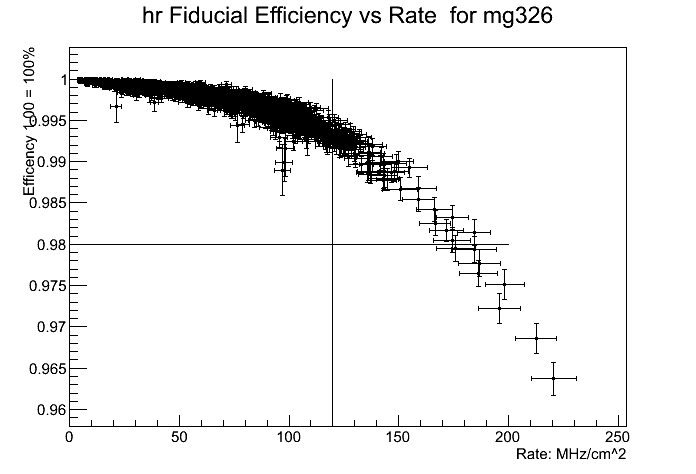 hr Fiducial Efficiency vs Rate  for mg326
Efficency 1.00 = 100%
1
0.995
0.99
0.985
0.98
0.975
0.97
0.965
0.96
0 50 100 150 200 250
Rate: MHz/cm^2